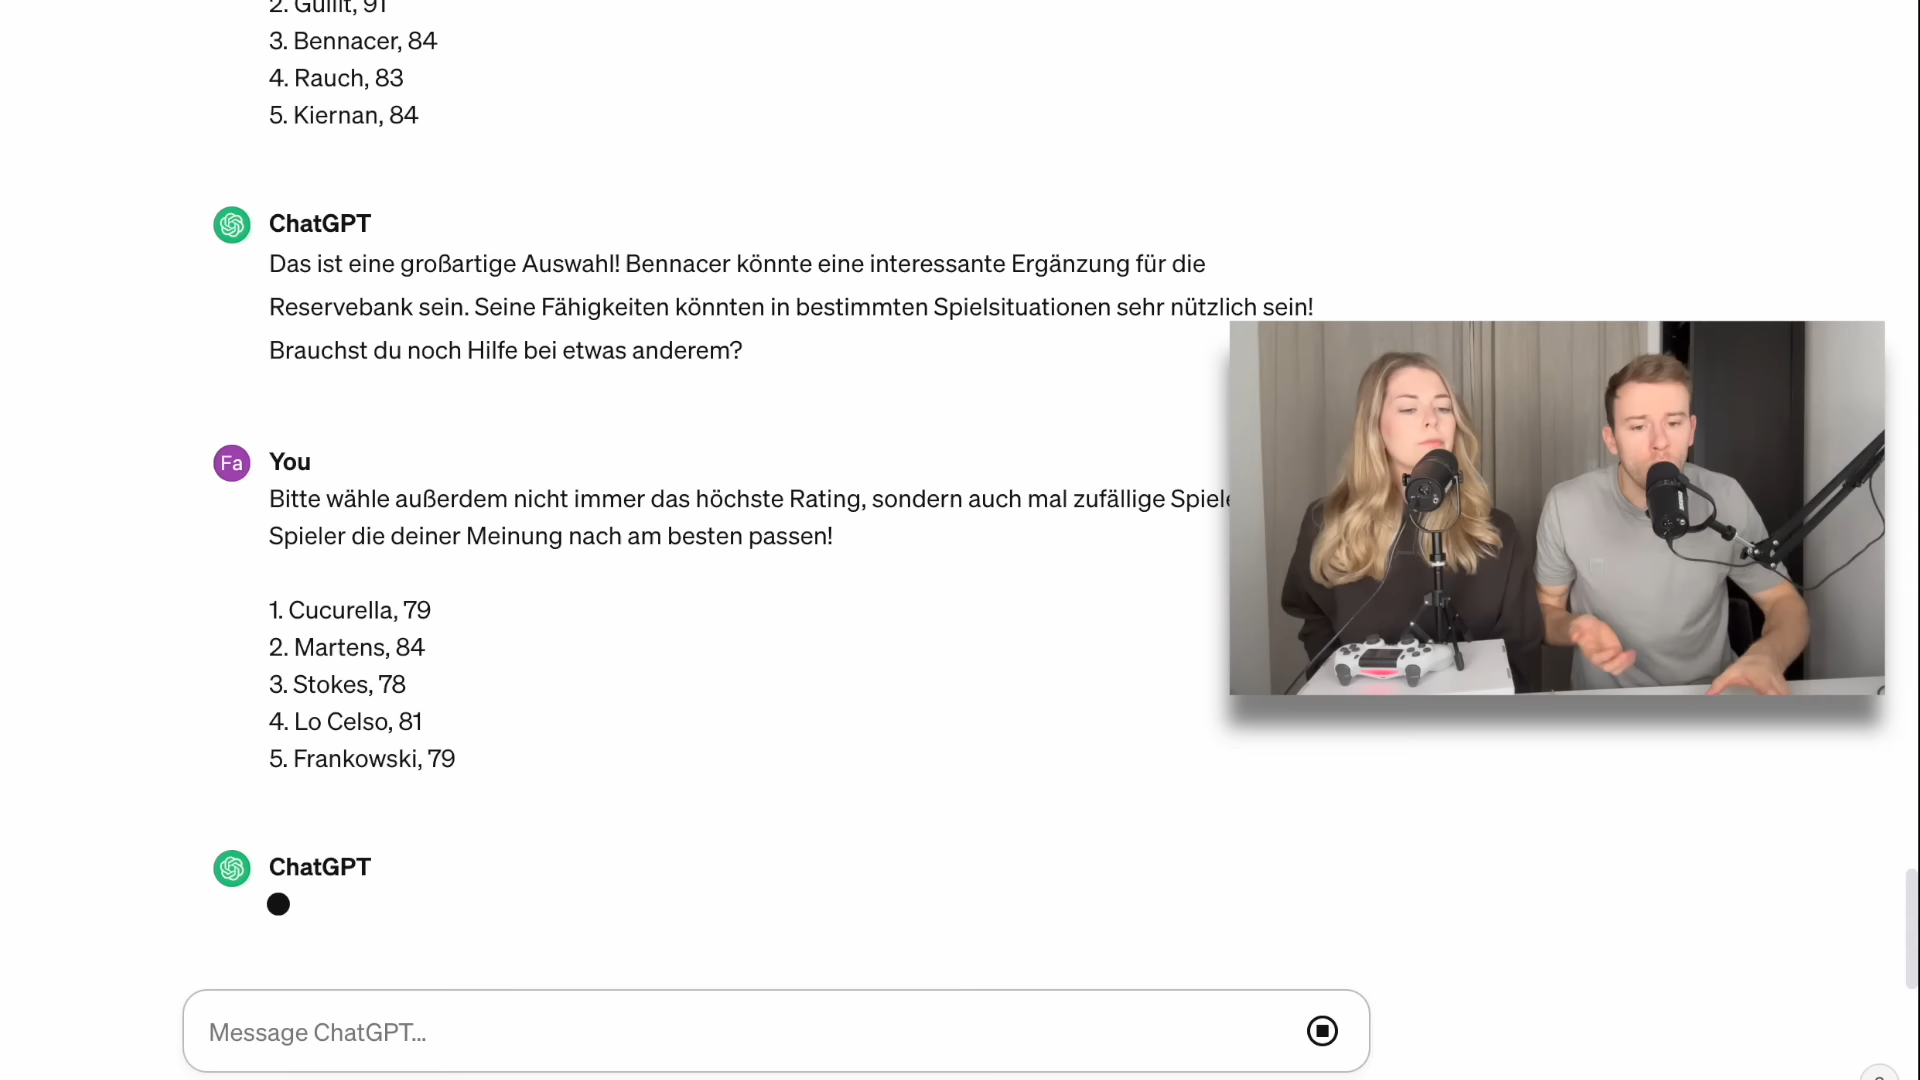 2. Gullit, 91
3. Bennacer, 84
4. Rauch, 83
5. Kiernan, 84
ChatGPT
Das ist eine großartige Auswahl! Bennacer könnte eine interessante Ergänzung für die
Reservebank sein. Seine Fähigkeiten könnten in bestimmten Spielsituationen sehr nützlich sein!
Brauchst du noch Hilfe bei etwas anderem?
Fa
You
Bitte wähle außerdem nicht immer das höchste Rating, sondern auch mal zufällige
Spieler die deiner Meinung nach am besten passen!
1. Cucurella, 79
2. Martens, 84
3. Stokes, 78
4. Lo Celso, 81
5. Frankowski, 79
ChatGPT
Message ChatGPT...